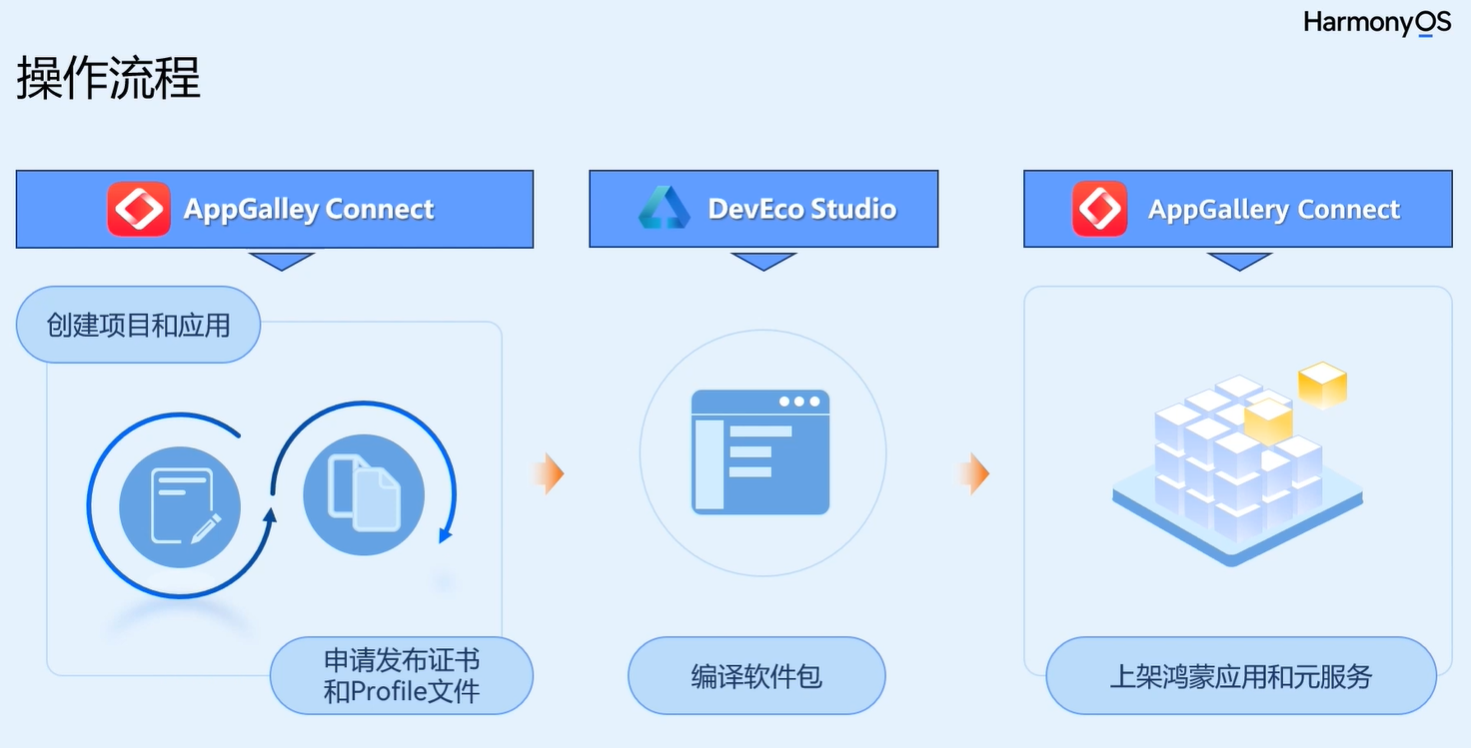 HarmonyOS
操作流程
AppGalley Connect
DevEco Studio
AppGallery Connect
创建项目和应用
申请发布证书
和Profile文件
编译软件包
上架鸿蒙应用和元服务